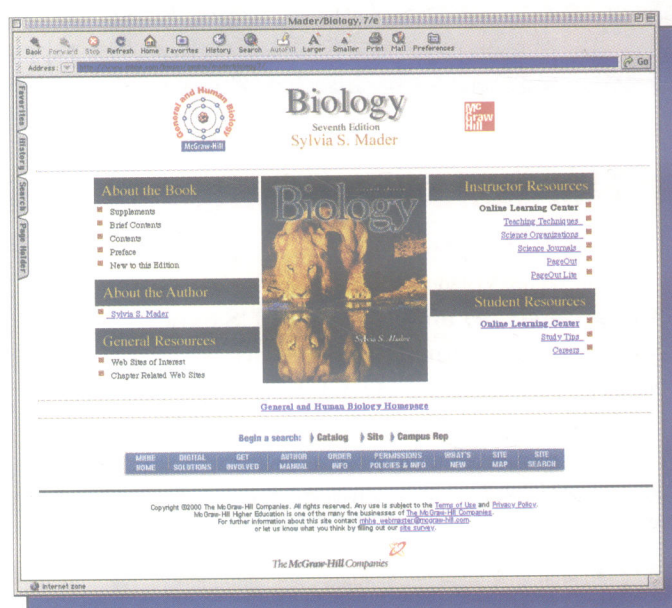 Mader/Biology, 7/e
Back Forward Stop Refresh Home Favorites History Search AutoFill Larger Smaller Print Mail Preferences
Address:
Go
Favorites
History
Search
Page Holder
General and Human Biology
McGraw-Hill
Biology
Seventh Edition
Sylvia S. Mader
Mc
Graw
Hill
About the Book
Supplements
Brief Contents
Contents
Preface
New to this Edition
About the Author
Sylvia S. Mader
General Resources
Web Sites of Interest
Chapter Related Web Sites
Biology
Sylvia S. Mader
Instructor Resources
Online Learning Center
Teaching Techniques
Science Organizations
Science Journals
PageOut
PageOut Lite
Student Resources
Online Learning Center
Study Tips
Careers
General and Human Biology Homepage
Begin a search: Catalog Site Campus Rep
MHHE HOME
DIGITAL SOLUTIONS
GET INVOLVED
AUTHOR MANUAL
ORDER INFO
PERMISSIONS POLICIES & INFO
WHAT'S NEW
SITE MAP
SITE SEARCH
Copyright ©2000 The McGraw-Hill Companies. All rights reserved. Any use is subject to the Terms of Use and Privacy Policy.
McGraw-Hill Higher Education is one of the many fine businesses of The McGraw-Hill Companies.
For further information about this site contact mhhe_webmaster@mcgraw-hill.com.
or let us know what you think by filling out our site survey.
The McGraw-Hill Companies
Internet zone